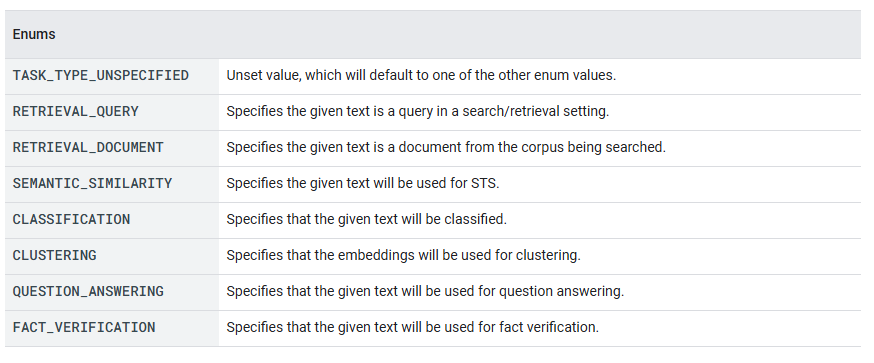 Enums
TASK_TYPE_UNSPECIFIED Unset value, which will default to one of the other enum values.
RETRIEVAL_QUERY Specifies the given text is a query in a search/retrieval setting.
RETRIEVAL_DOCUMENT Specifies the given text is a document from the corpus being searched.
SEMANTIC_SIMILARITY Specifies the given text will be used for STS.
CLASSIFICATION Specifies that the given text will be classified.
CLUSTERING Specifies that the embeddings will be used for clustering.
QUESTION_ANSWERING Specifies that the given text will be used for question answering.
FACT_VERIFICATION Specifies that the given text will be used for fact verification.